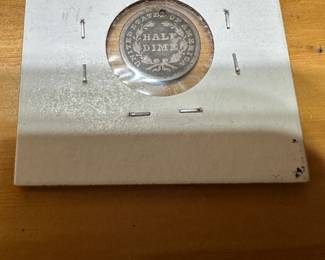 UNITED STATES OF AMERICA
HALF
DIME